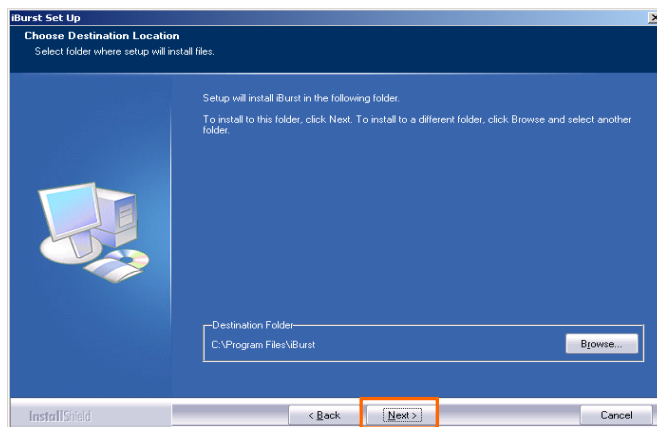 iBurst Set Up
Choose Destination Location
Select folder where setup will install files.
Setup will install iBurst in the following folder.
To install to this folder, click Next. To install to a different folder, click Browse and select another
folder.
Destination Folder
C:\Program Files\iBurst
Browse...
InstallShield
< Back
Next >
Cancel